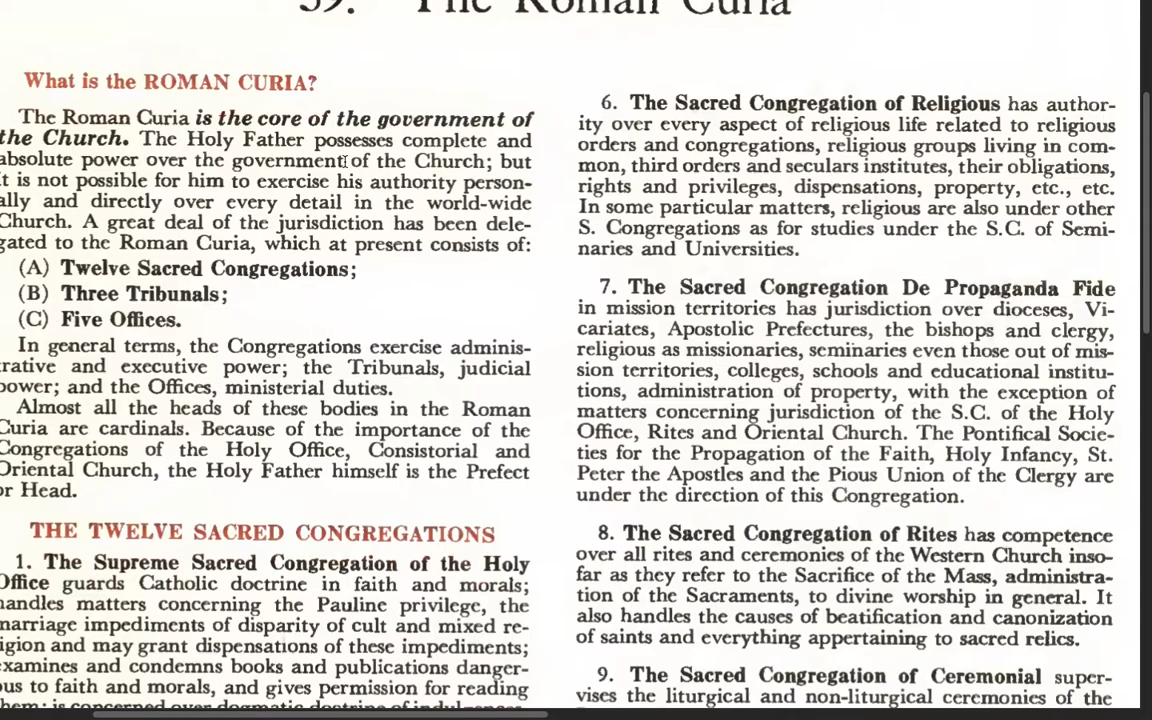 39. The Roman Curia
What is the ROMAN CURIA?
The Roman Curia is the core of the government of
the Church. The Holy Father possesses complete and
absolute power over the government of the Church; but
it is not possible for him to exercise his authority person-
ally and directly over every detail in the world-wide
Church. A great deal of the jurisdiction has been dele-
gated to the Roman Curia, which at present consists of:
(A) Twelve Sacred Congregations;
(B) Three Tribunals;
(C) Five Offices.
In general terms, the Congregations exercise adminis-
trative and executive power; the Tribunals, judicial
power; and the Offices, ministerial duties.
Almost all the heads of these bodies in the Roman
Curia are cardinals. Because of the importance of the
Congregations of the Holy Office, Consistorial and
Oriental Church, the Holy Father himself is the Prefect
or Head.
THE TWELVE SACRED CONGREGATIONS
1. The Supreme Sacred Congregation of the Holy
Office guards Catholic doctrine in faith and morals;
handles matters concerning the Pauline privilege, the
marriage impediments of disparity of cult and mixed re-
ligion and may grant dispensations of these impediments;
examines and condemns books and publications danger-
ous to faith and morals, and gives permission for reading
them; is concerned over dogmatic doctrine of indulgences,
6. The Sacred Congregation of Religious has author-
ity over every aspect of religious life related to religious
orders and congregations, religious groups living in com-
mon, third orders and seculars institutes, their obligations,
rights and privileges, dispensations, property, etc., etc.
In some particular matters, religious are also under other
S. Congregations as for studies under the S.C. of Semi-
naries and Universities.
7. The Sacred Congregation De Propaganda Fide
in mission territories has jurisdiction over dioceses, Vi-
cariates, Apostolic Prefectures, the bishops and clergy,
religious as missionaries, seminaries even those out of mis-
sion territories, colleges, schools and educational institu-
tions, administration of property, with the exception of
matters concerning jurisdiction of the S.C. of the Holy
Office, Rites and Oriental Church. The Pontifical Socie-
ties for the Propagation of the Faith, Holy Infancy, St.
Peter the Apostles and the Pious Union of the Clergy are
under the direction of this Congregation.
8. The Sacred Congregation of Rites has competence
over all rites and ceremonies of the Western Church inso-
far as they refer to the Sacrifice of the Mass, administra-
tion of the Sacraments, to divine worship in general. It
also handles the causes of beatification and canonization
of saints and everything appertaining to sacred relics.
9. The Sacred Congregation of Ceremonial super-
vises the liturgical and non-liturgical ceremonies of the